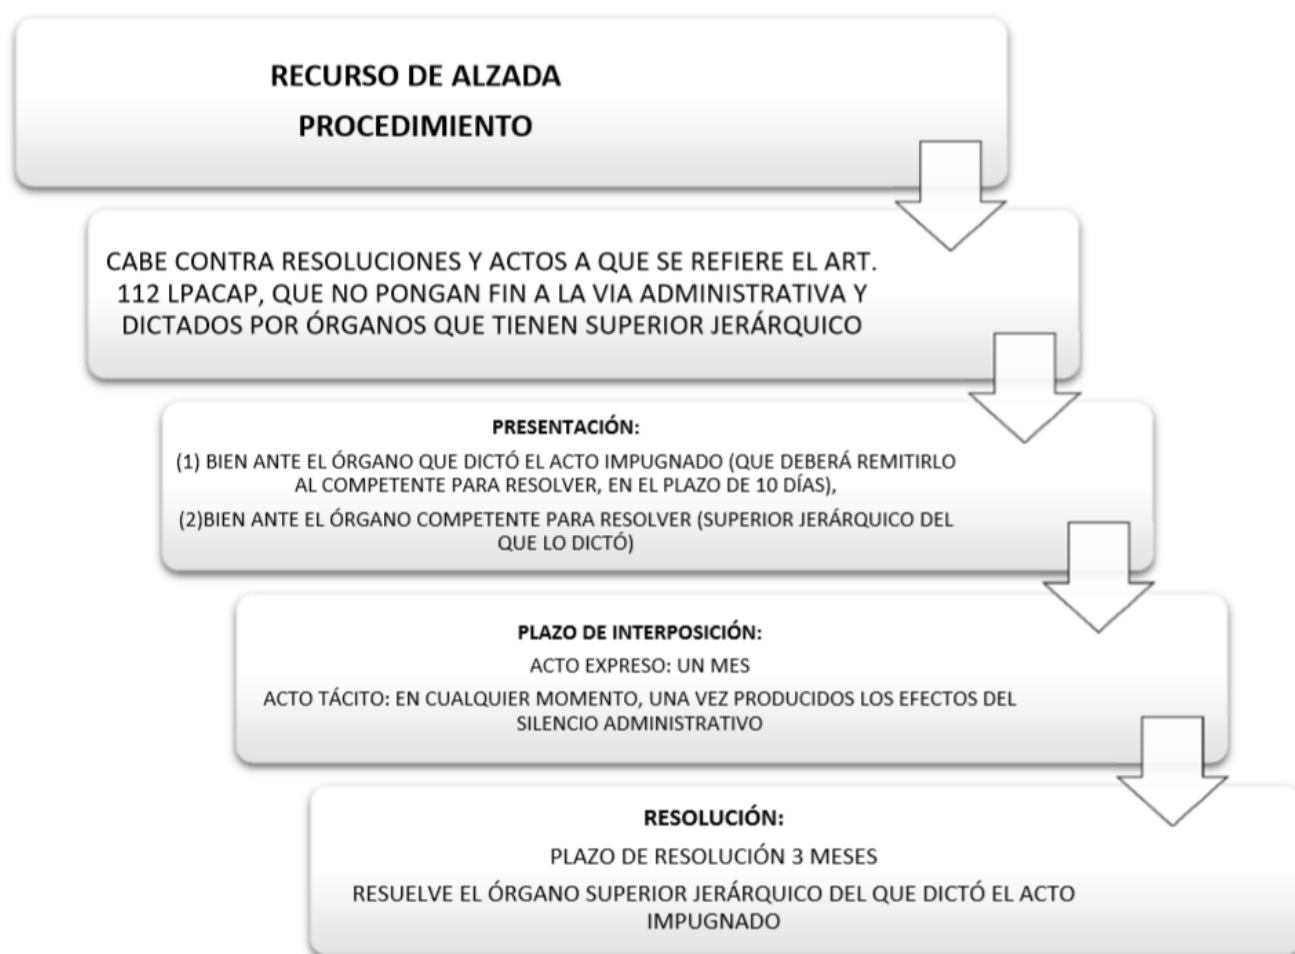 RECURSO DE ALZADA
PROCEDIMIENTO
CABE CONTRA RESOLUCIONES Y ACTOS A QUE SE REFIERE EL ART.
112 LPACAP, QUE NO PONGAN FIN A LA VIA ADMINISTRATIVA Y
DICTADOS POR ÓRGANOS QUE TIENEN SUPERIOR JERÁRQUICO
PRESENTACIÓN:
(1) BIEN ANTE EL ÓRGANO QUE DICTÓ EL ACTO IMPUGNADO (QUE DEBERÁ REMITIRLO
AL COMPETENTE PARA RESOLVER, EN EL PLAZO DE 10 DÍAS),
(2)BIEN ANTE EL ÓRGANO COMPETENTE PARA RESOLVER (SUPERIOR JERÁRQUICO DEL
QUE LO DICTÓ)
PLAZO DE INTERPOSICIÓN:
ACTO EXPRESO: UN MES
ACTO TÁCITO: EN CUALQUIER MOMENTO, UNA VEZ PRODUCIDOS LOS EFECTOS DEL
SILENCIO ADMINISTRATIVO
RESOLUCIÓN:
PLAZO DE RESOLUCIÓN 3 MESES
RESUELVE EL ÓRGANO SUPERIOR JERÁRQUICO DEL QUE DICTÓ EL ACTO
IMPUGNADO